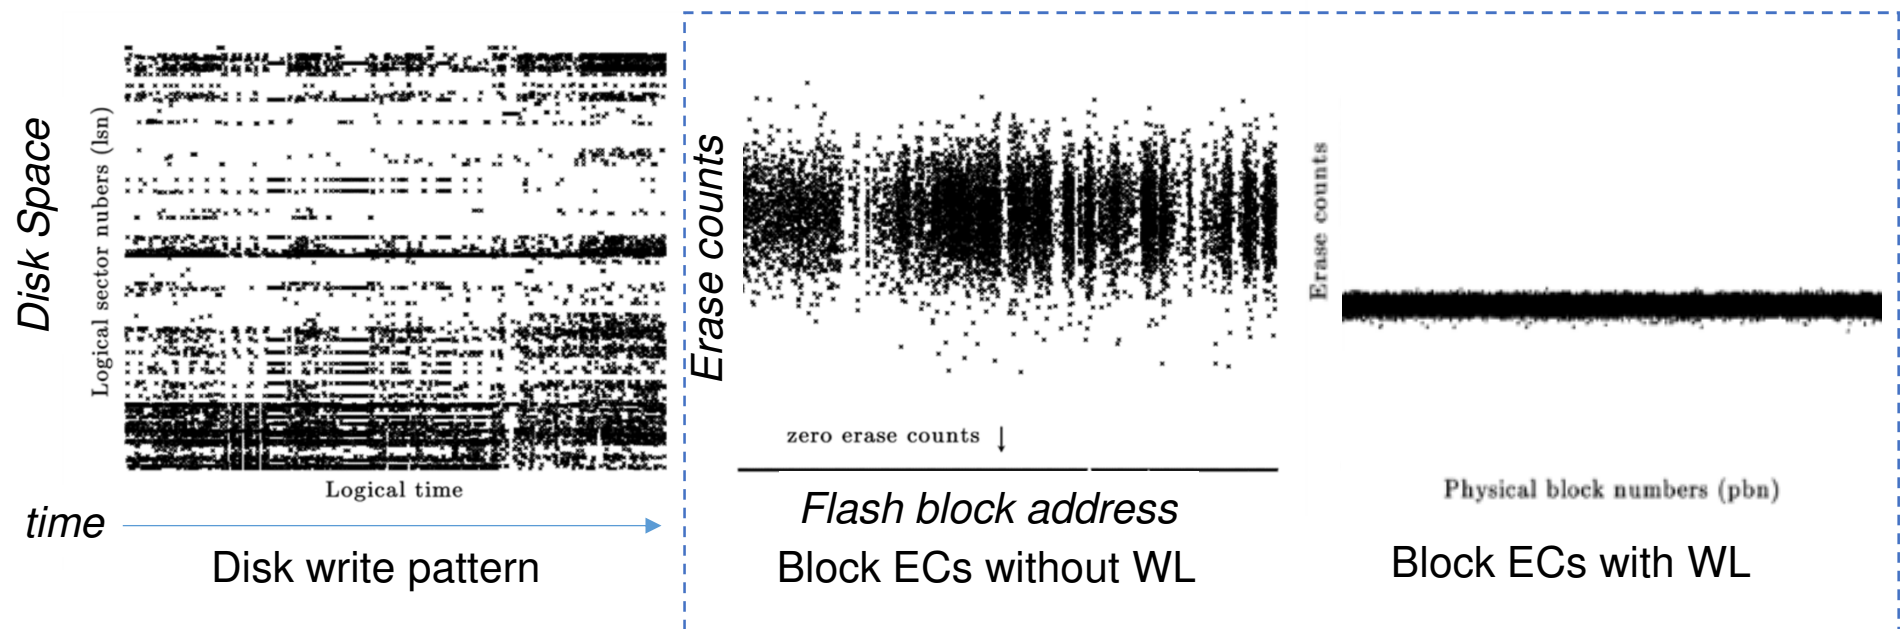 Disk Space
Logical sector nubers (lsn)
Logical time
time
Disk write pattern
Erase counts
zero erase counts ↓
Flash block address
Block ECs without WL
Erase counts
Physical block numbers (pbn)
Block ECs with WL